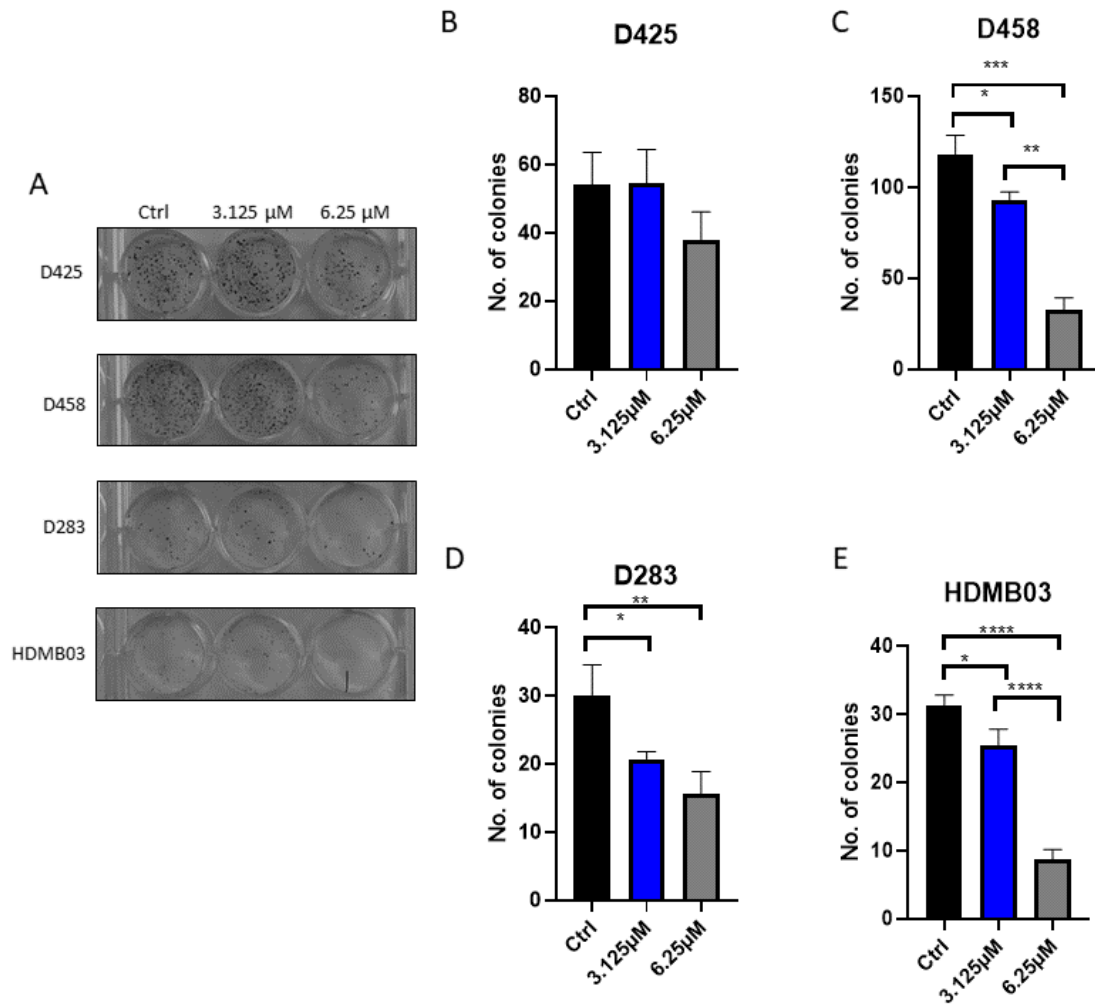 A
Ctrl 3.125 µM 6.25 µM
D425
D458
D283
HDMB03
B
D425
No. of colonies
80
60
40
20
0
Ctrl
3.125µM
6.25µM
C
D458
***
*
**
No. of colonies
150
100
50
0
Ctrl
3.125µM
6.25µM
D
D283
**
*
No. of colonies
40
30
20
10
0
Ctrl
3.125µM
6.25µM
E
HDMB03
****
*
****
No. of colonies
40
30
20
10
0
Ctrl
3.125µM
6.25µM